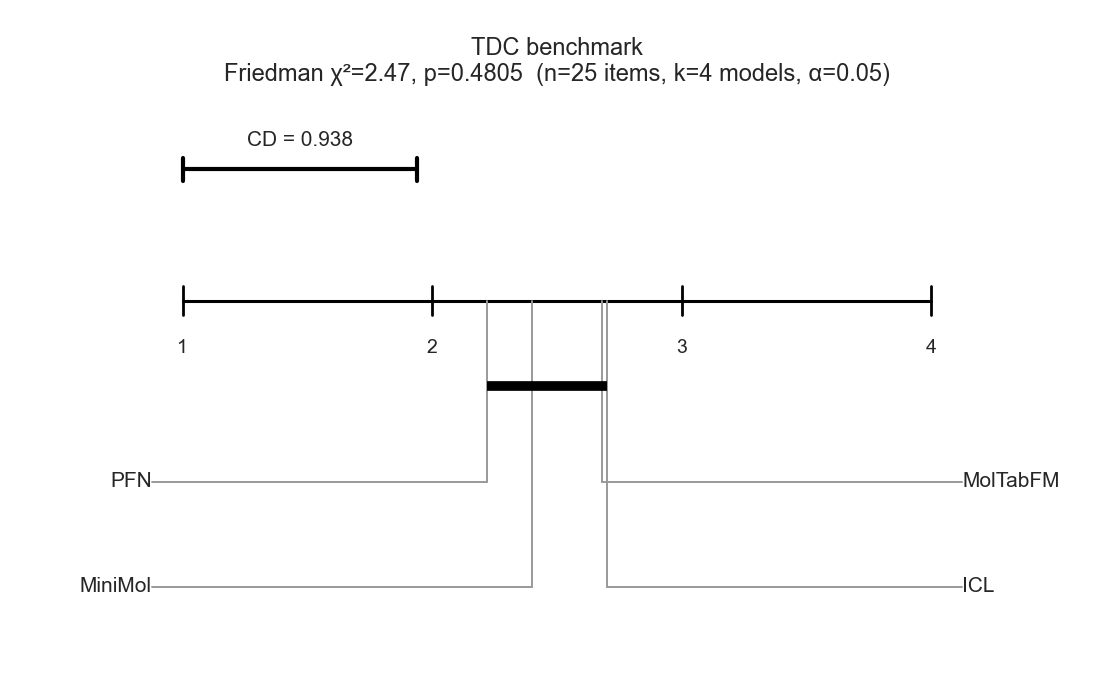 TDC benchmark
Friedman χ²=2.47, p=0.4805  (n=25 items, k=4 models, α=0.05)
CD = 0.938
1 2 3 4
PFN MolTabFM
MiniMol ICL